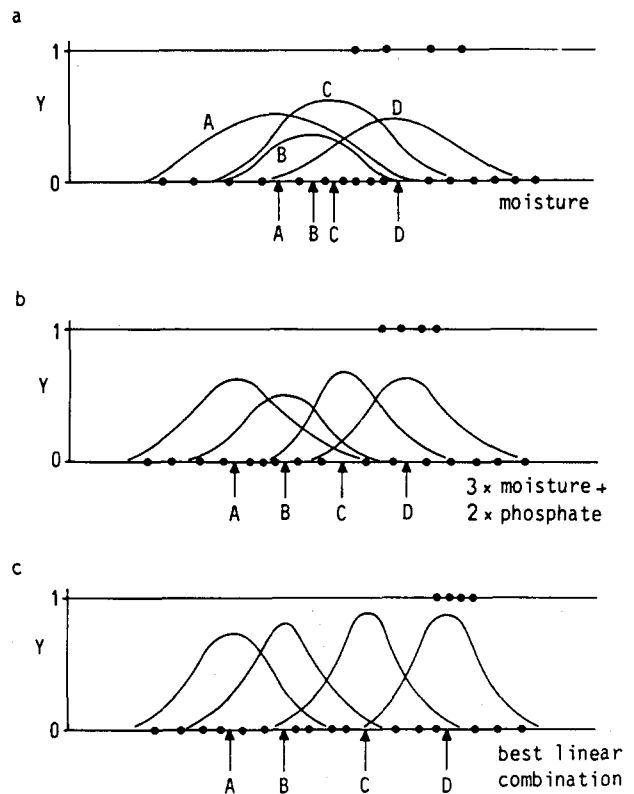 a
1
Y
A
C
D
B
0
moisture
A B C D
b
1
Y
0
3 × moisture +
2 × phosphate
A B C D
c
1
Y
0
best linear
combination
A B C D